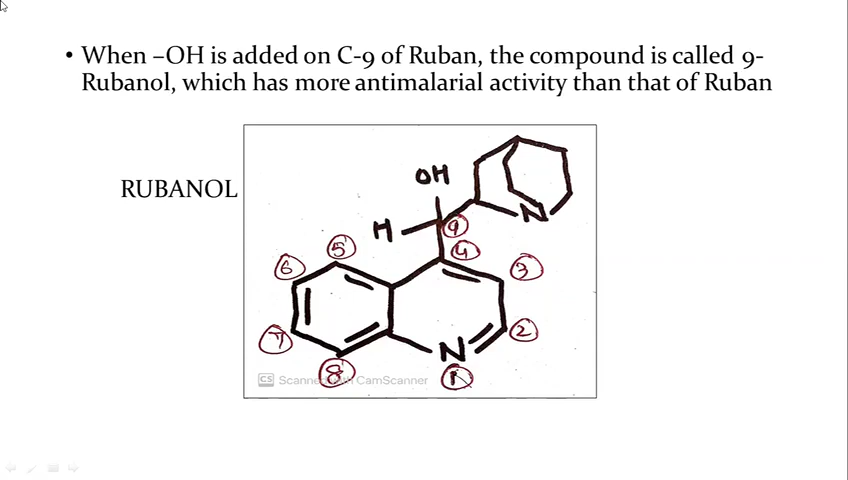 • When –OH is added on C-9 of Ruban, the compound is called 9-
Rubanol, which has more antimalarial activity than that of Ruban
RUBANOL
OH
N
H
9
4
5'
6
3
7
2
N
8'
1
CS Scanned with CamScanner